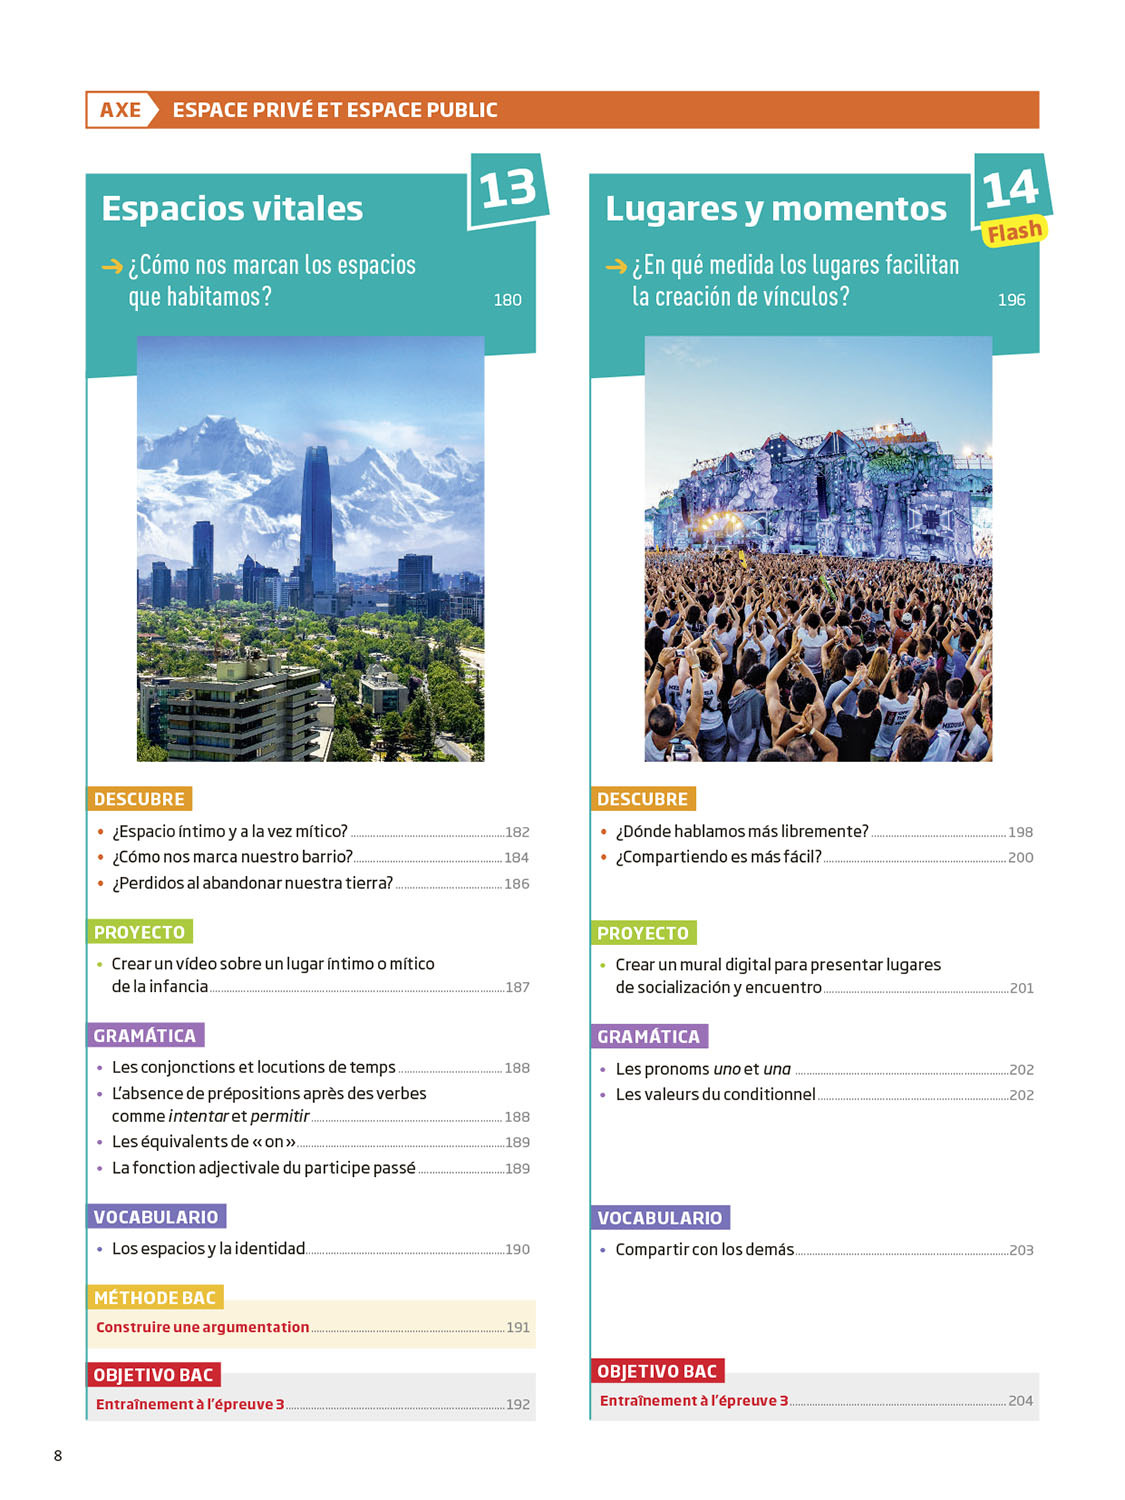 AXE ESPACE PRIVÉ ET ESPACE PUBLIC
Espacios vitales
13
¿Cómo nos marcan los espacios
que habitamos? 180
DESCUBRE
• ¿Espacio íntimo y a la vez mítico? 182
• ¿Cómo nos marca nuestro barrio? 184
• ¿Perdidos al abandonar nuestra tierra? 186
PROYECTO
• Crear un vídeo sobre un lugar íntimo o mítico
de la infancia 187
GRAMÁTICA
• Les conjonctions et locutions de temps 188
• L'absence de prépositions après des verbes
comme intentar et permitir 188
• Les équivalents de « on » 189
• La fonction adjectivale du participe passé 189
VOCABULARIO
• Los espacios y la identidad 190
MÉTHODE BAC
Construire une argumentation 191
OBJETIVO BAC
Entraînement à l'épreuve 3 192
Lugares y momentos
14
Flash
¿En qué medida los lugares facilitan
la creación de vínculos? 196
MEDUSA
MEDUSA
DESCUBRE
• ¿Dónde hablamos más libremente? 198
• ¿Compartiendo es más fácil? 200
PROYECTO
• Crear un mural digital para presentar lugares
de socialización y encuentro 201
GRAMÁTICA
• Les pronoms uno et una 202
• Les valeurs du conditionnel 202
VOCABULARIO
• Compartir con los demás 203
OBJETIVO BAC
Entraînement à l'épreuve 3 204
8